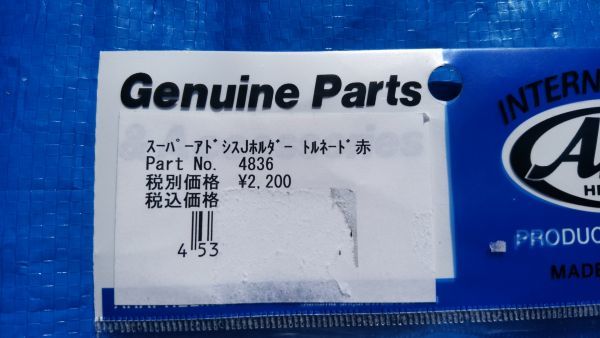 Genuine Parts
ｽｰﾊﾟｰｱﾄﾞｼｽJﾎﾙﾀﾞｰ ﾄﾙﾈｰﾄﾞ赤
Part No. 4836
税別価格 ¥2,200
税込価格
4 53
INTERN
PRODUC
MADE